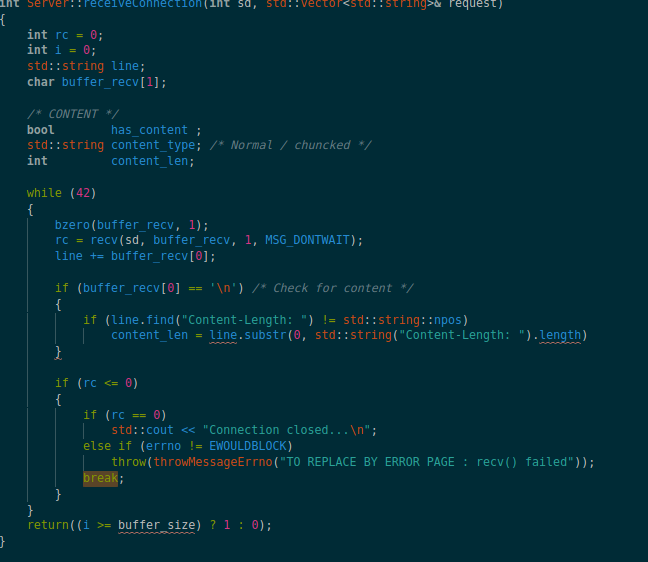 int Server::receiveConnection(int sd, std::vector<std::string>& request)
{
    int rc = 0;
    int i = 0;
    std::string line;
    char buffer_recv[1];

    /* CONTENT */
    bool        has_content ;
    std::string content_type; /* Normal / chuncked */
    int         content_len;

    while (42)
    {
        bzero(buffer_recv, 1);
        rc = recv(sd, buffer_recv, 1, MSG_DONTWAIT);
        line += buffer_recv[0];

        if (buffer_recv[0] == '\n') /* Check for content */
        {
            if (line.find("Content-Length: ") != std::string::npos)
                content_len = line.substr(0, std::string("Content-Length: ").length)
        }

        if (rc <= 0)
        {
            if (rc == 0)
                std::cout << "Connection closed...\n";
            else if (errno != EWOULDBLOCK)
                throw(throwMessageErrno("TO REPLACE BY ERROR PAGE : recv() failed"));
            break;
        }
    }
    return((i >= buffer_size) ? 1 : 0);
}